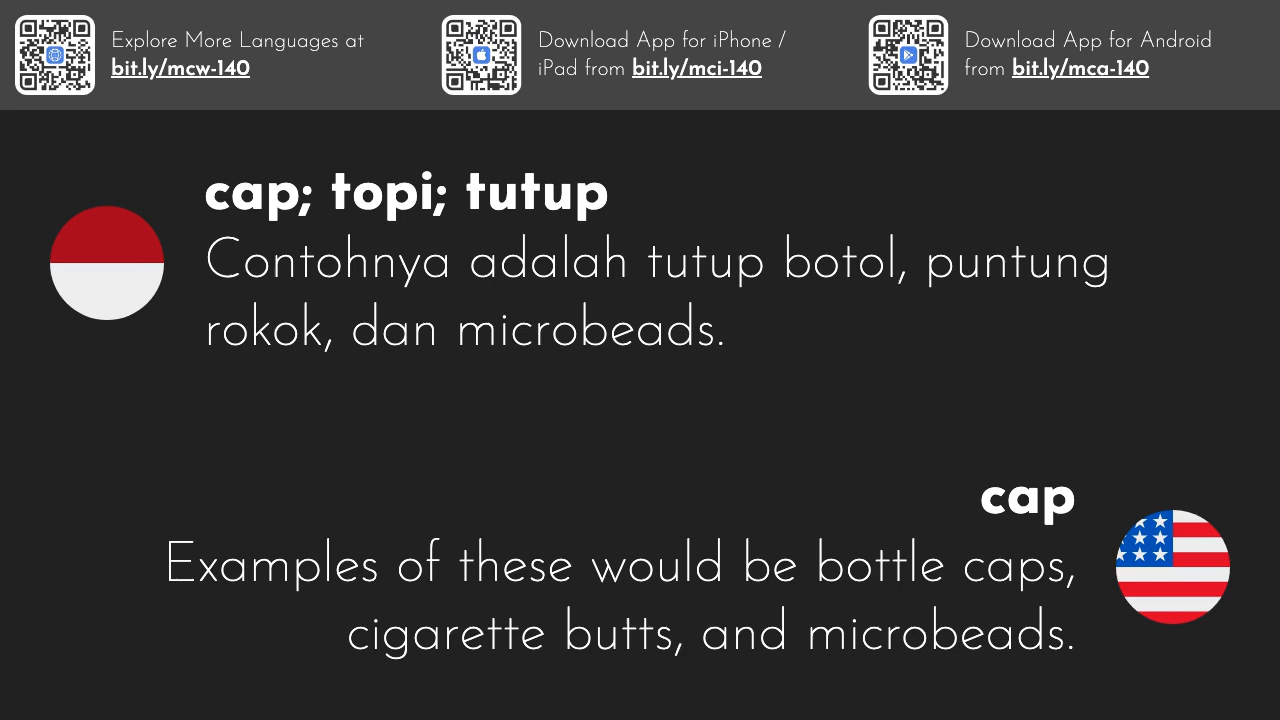 Explore More Languages at
bit.ly/mcw-140
Download App for iPhone /
iPad from bit.ly/mci-140
Download App for Android
from bit.ly/mca-140
cap; topi; tutup
Contohnya adalah tutup botol, puntung
rokok, dan microbeads.
cap
Examples of these would be bottle caps,
cigarette butts, and microbeads.